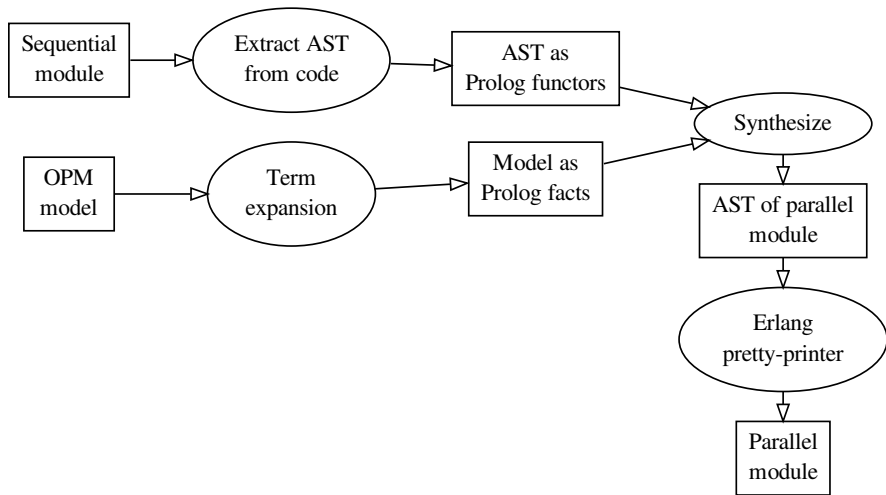 Sequential
module
Extract AST
from code
AST as
Prolog functors
Synthesize
OPM
model
Term
expansion
Model as
Prolog facts
AST of parallel
module
Erlang
pretty-printer
Parallel
module